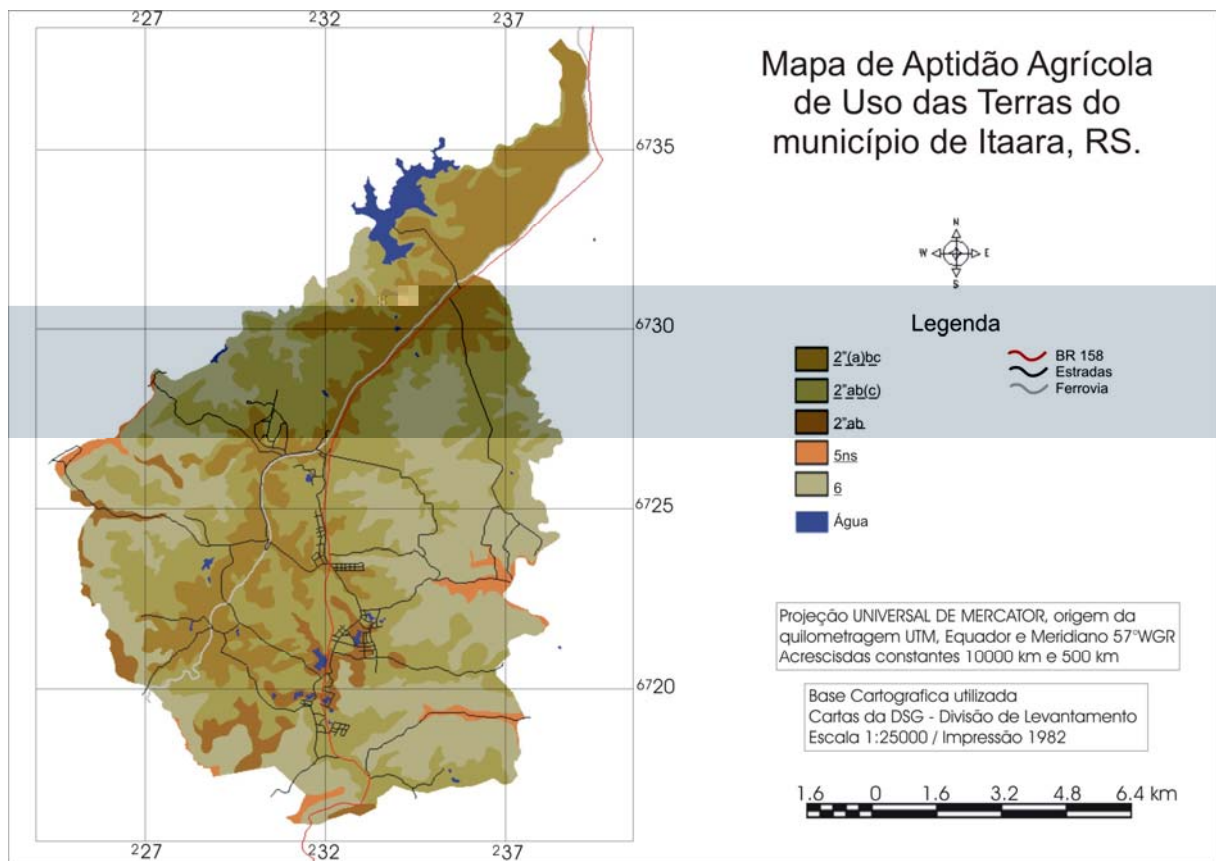 227
232
237
Mapa de Aptidão Agrícola
de Uso das Terras do
município de Itaara, RS.
6735
N
W E
S
6730
Legenda
2"(a)bc
2"ab(c)
2"ab
5ns
6
Água
BR 158
Estradas
Ferrovia
6725
Projeção UNIVERSAL DE MERCATOR, origem da
quilometragem UTM, Equador e Meridiano 57°WGR
Acrescisdas constantes 10000 km e 500 km
6720
Base Cartografica utilizada
Cartas da DSG - Divisão de Levantamento
Escala 1:25000 / Impressão 1982
1.6 0 1.6 3.2 4.8 6.4 km
227
232
237